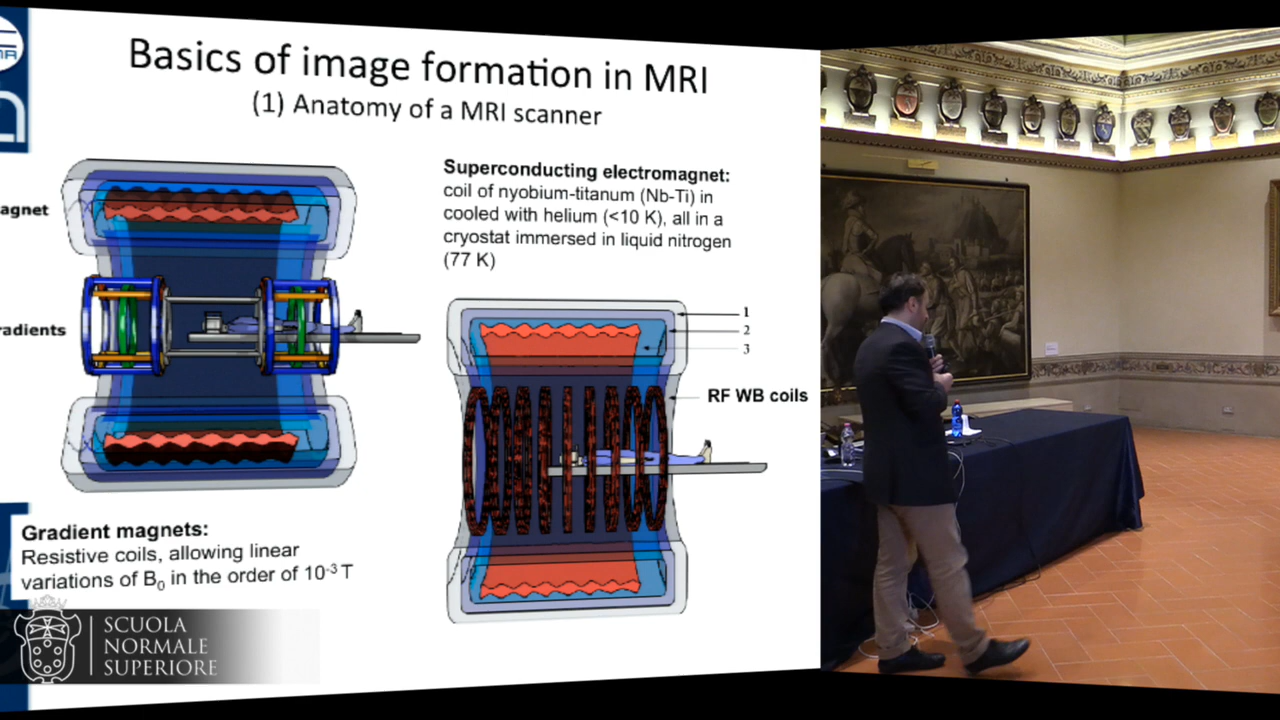 Basics of image formation in MRI
(1) Anatomy of a MRI scanner
agnet
radients
Superconducting electromagnet:
coil of nyobium-titanum (Nb-Ti) in
cooled with helium (<10 K), all in a
cryostat immersed in liquid nitrogen
(77 K)
1
2
3
RF WB coils
Gradient magnets:
Resistive coils, allowing linear
variations of B0 in the order of 10-3 T
SCUOLA
NORMALE
SUPERIORE